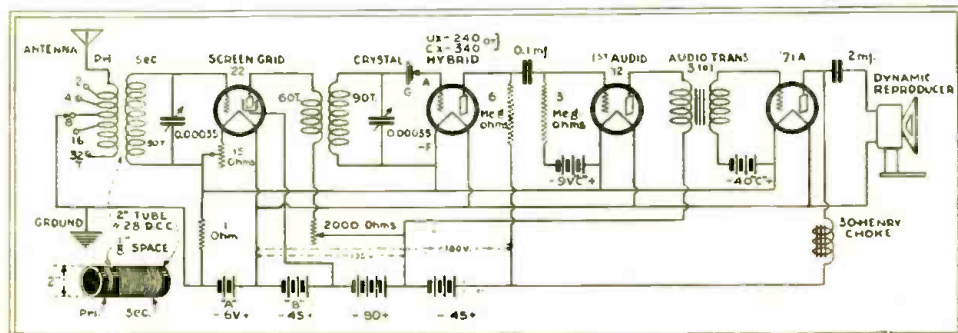 ANTENNA
Pri
Sec
2
4
8
16
32
T
90T
0.00035
SCREEN GRID
'22
15
Ohms
60T.
CRYSTAL
90T.
0.00035
G
A
UX-240 OR
CX-340
HYBRID
-F
0.1 mf.
6
Meg
ohms
3
Meg
ohms
1ST AUDIO
'12
-9V"C"+
AUDIO TRANS
3 TO 1
'71A
-40"C"+
2mf.
DYNAMIC
REPRODUCER
GROUND
2" TUBE
#28 D.C.C.
1/8" SPACE
2"
Pri.
Sec.
1
Ohm
2000 Ohms
180V.
30 HENRY
CHOKE
"A"
- 6V +
"B"
- 45 +
- 90 +
- 45 +